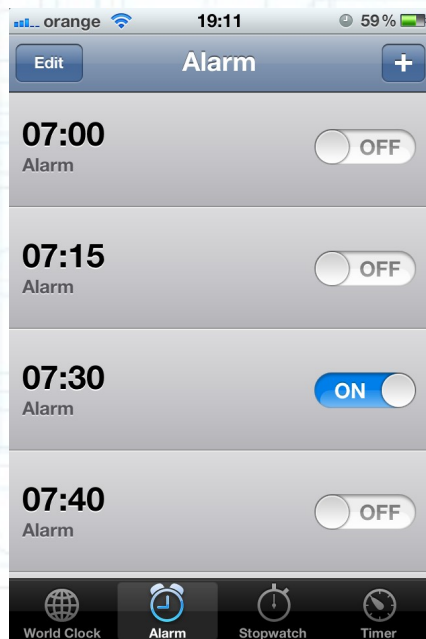 orange 19:11 59%
Edit Alarm +
07:00
Alarm OFF
07:15
Alarm OFF
07:30
Alarm ON
07:40
Alarm OFF
World Clock Alarm Stopwatch Timer